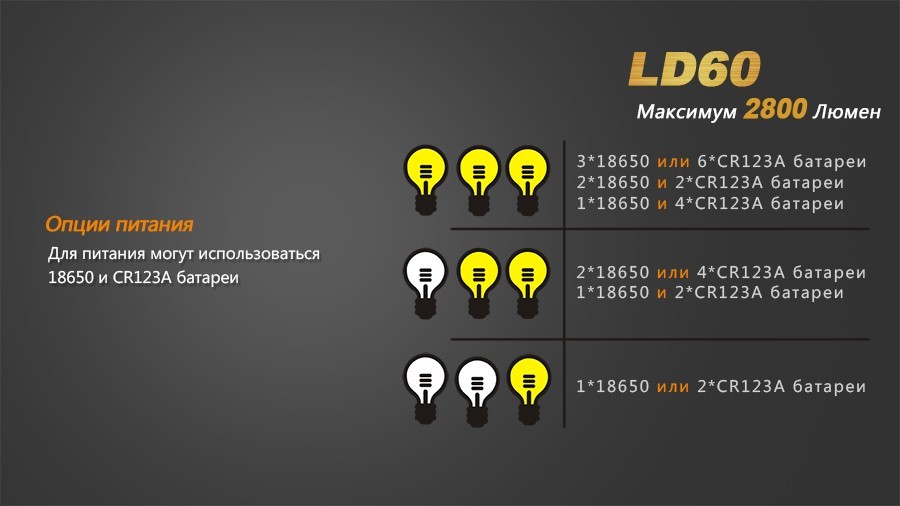 LD60
Максимум 2800 Люмен
3*18650 или 6*CR123A батареи
2*18650 и 2*CR123A батареи
1*18650 и 4*CR123A батареи
Опции питания
Для питания могут использоваться
18650 и CR123A батареи
2*18650 или 4*CR123A батареи
1*18650 и 2*CR123A батареи
1*18650 или 2*CR123A батареи